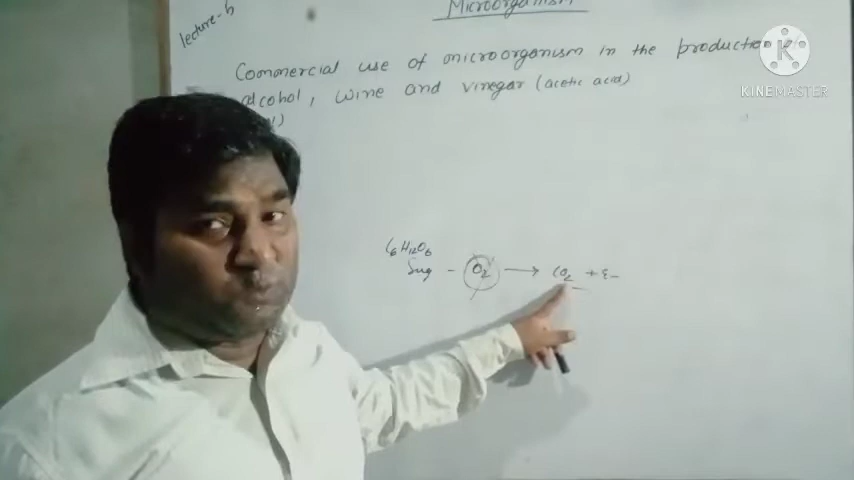 Microorganism
lecture-6
Commercial use of microorganism in the production
alcohol, wine and vinegar (acetic acid)
C6H12O6
Sug - O2 → CO2 + E-
KINEMASTER